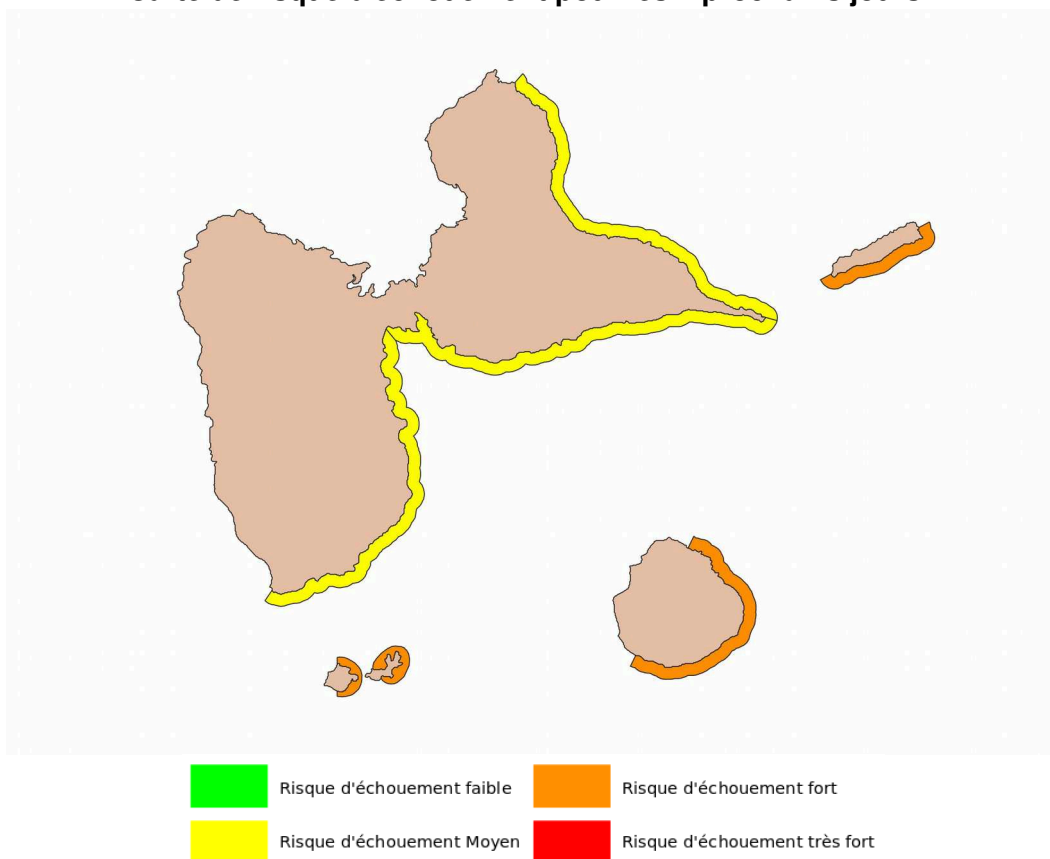 Risque d'échouement faible
Risque d'échouement fort
Risque d'échouement Moyen
Risque d'échouement très fort